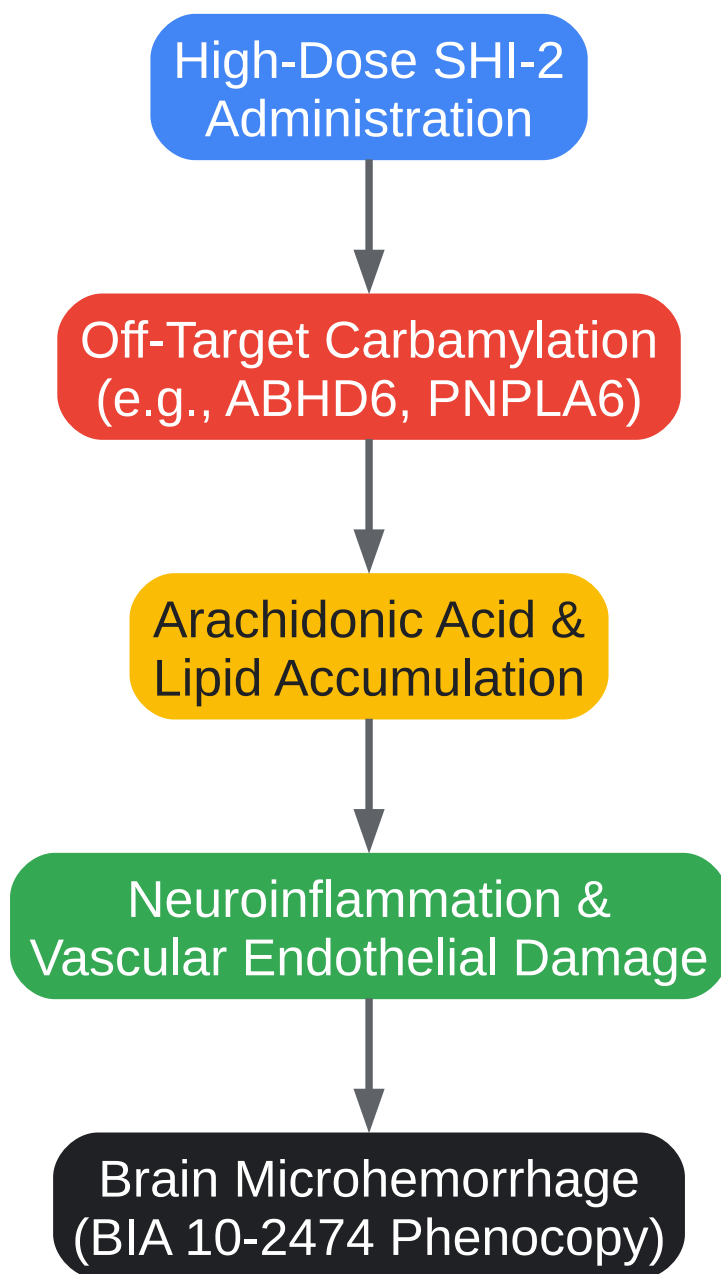 High-Dose SHI-2
Administration
Off-Target Carbamylation
(e.g., ABHD6, PNPLA6)
Arachidonic Acid &
Lipid Accumulation
Neuroinflammation &
Vascular Endothelial Damage
Brain Microhemorrhage
(BIA 10-2474 Phenocopy)